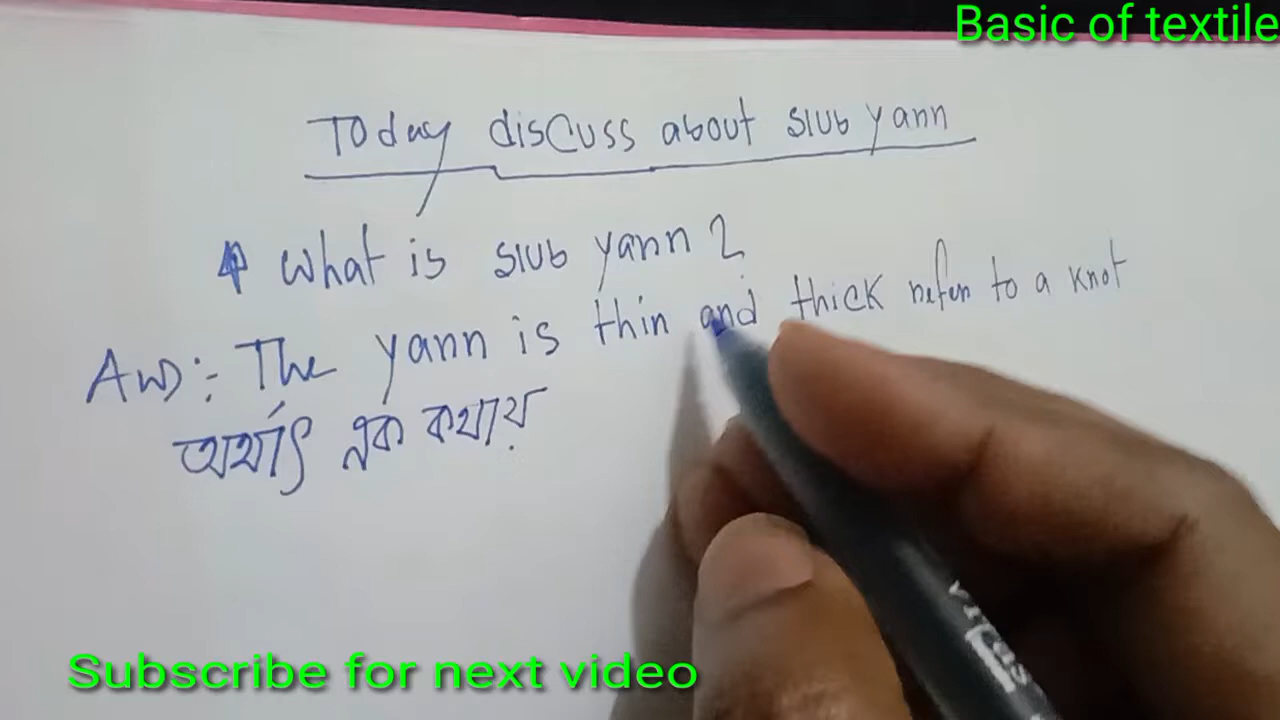 Basic of textile
Today discuss about slub yarn
What is slub yarn ?
Ans:- The yarn is thin and thick refer to a knot
অর্থাৎ এক কথায়
Subscribe for next video